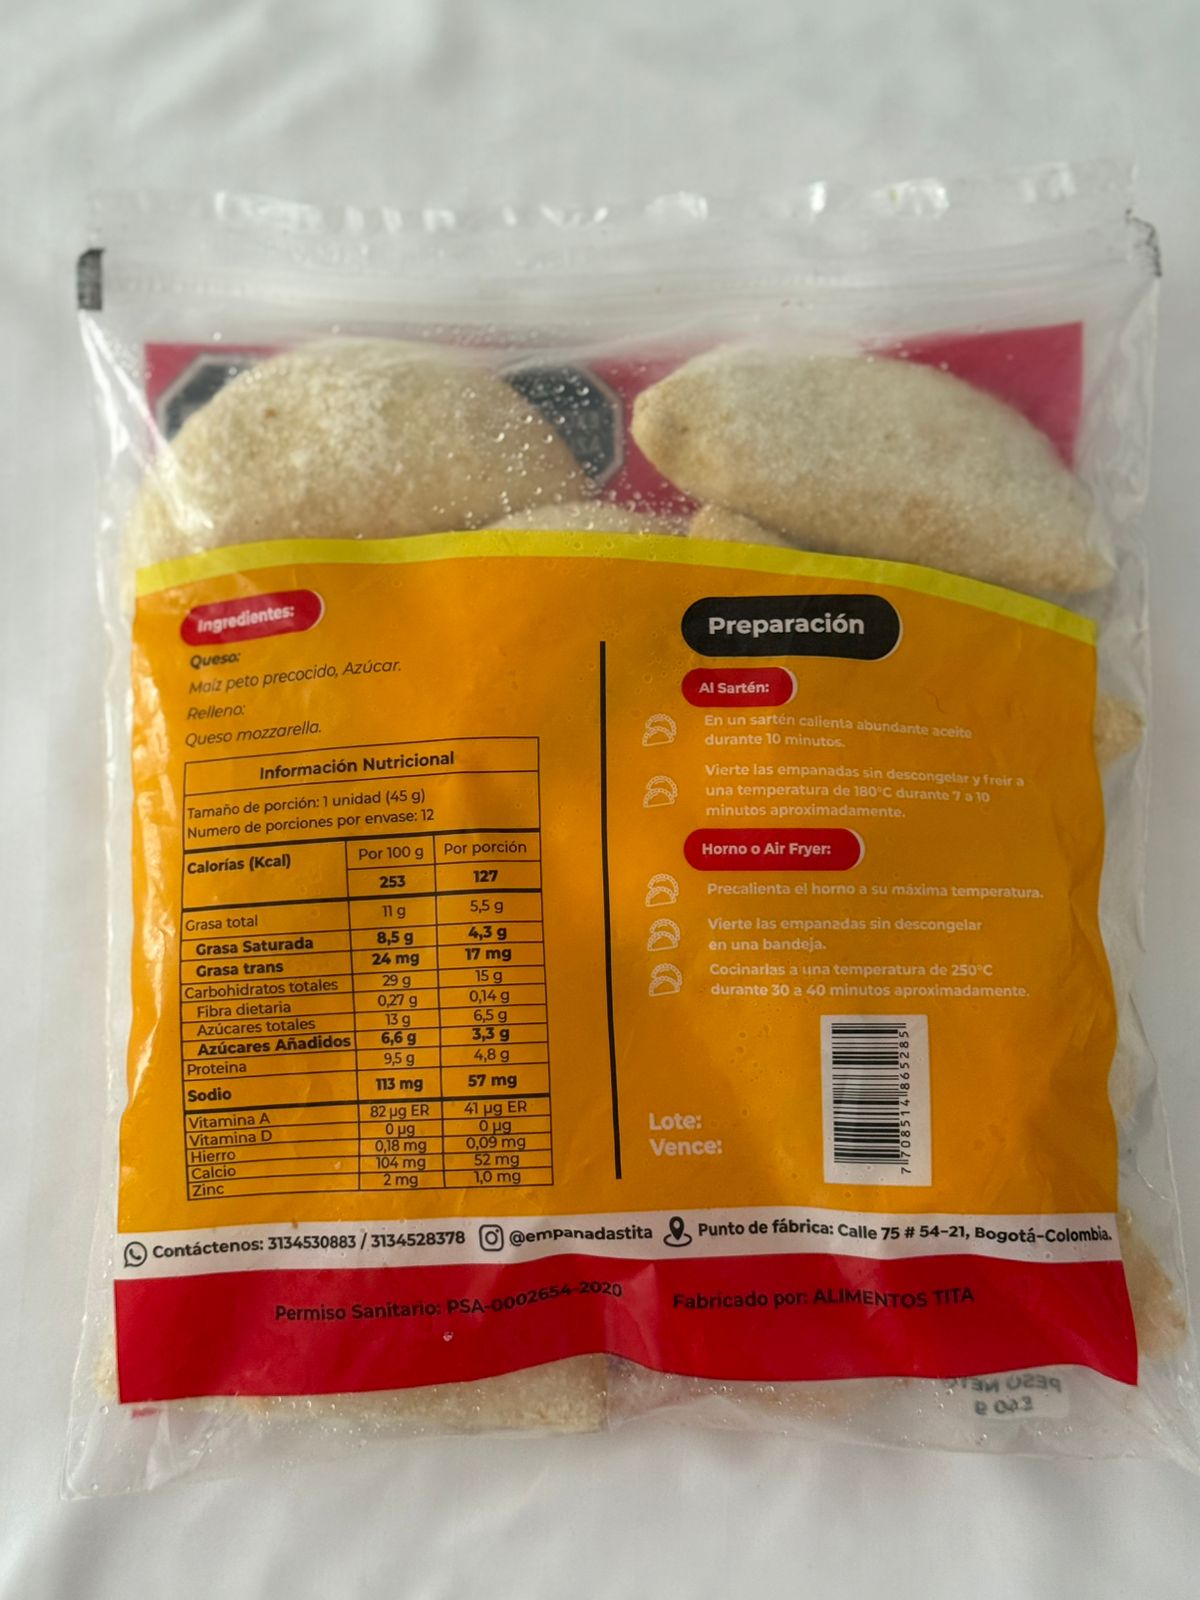 Ingredientes:
Queso:
Maíz peto precocido, Azúcar.
Relleno:
Queso mozzarella.
Información Nutricional
Tamaño de porción: 1 unidad (45 g)
Numero de porciones por envase: 12
Calorías (Kcal) Por 100 g Por porción
253 127
Grasa total 11 g 5,5 g
Grasa Saturada 8,5 g 4,3 g
Grasa trans 24 mg 17 mg
Carbohidratos totales 29 g 15 g
Fibra dietaria 0,27 g 0,14 g
Azúcares totales 13 g 6,5 g
Azúcares Añadidos 6,6 g 3,3 g
Proteina 9,5 g 4,8 g
Sodio 113 mg 57 mg
Vitamina A 82 µg ER 41 µg ER
Vitamina D 0 µg 0 µg
Hierro 0,18 mg 0,09 mg
Calcio 104 mg 52 mg
Zinc 2 mg 1,0 mg
Preparación
Al Sartén:
En un sartén calienta abundante aceite
durante 10 minutos.
Vierte las empanadas sin descongelar y freir a
una temperatura de 180°C durante 7 a 10
minutos aproximadamente.
Horno o Air Fryer:
Precalienta el horno a su máxima temperatura.
Vierte las empanadas sin descongelar
en una bandeja.
Cocinarlas a una temperatura de 250°C
durante 30 a 40 minutos aproximadamente.
7 708514 865285
Lote:
Vence:
Contáctenos: 3134530883 / 3134528378 @empanadastita Punto de fábrica: Calle 75 # 54-21, Bogotá-Colombia.
Permiso Sanitario: PSA-0002654-2020 Fabricado por: ALIMENTOS TITA
PESO NETO
540 g